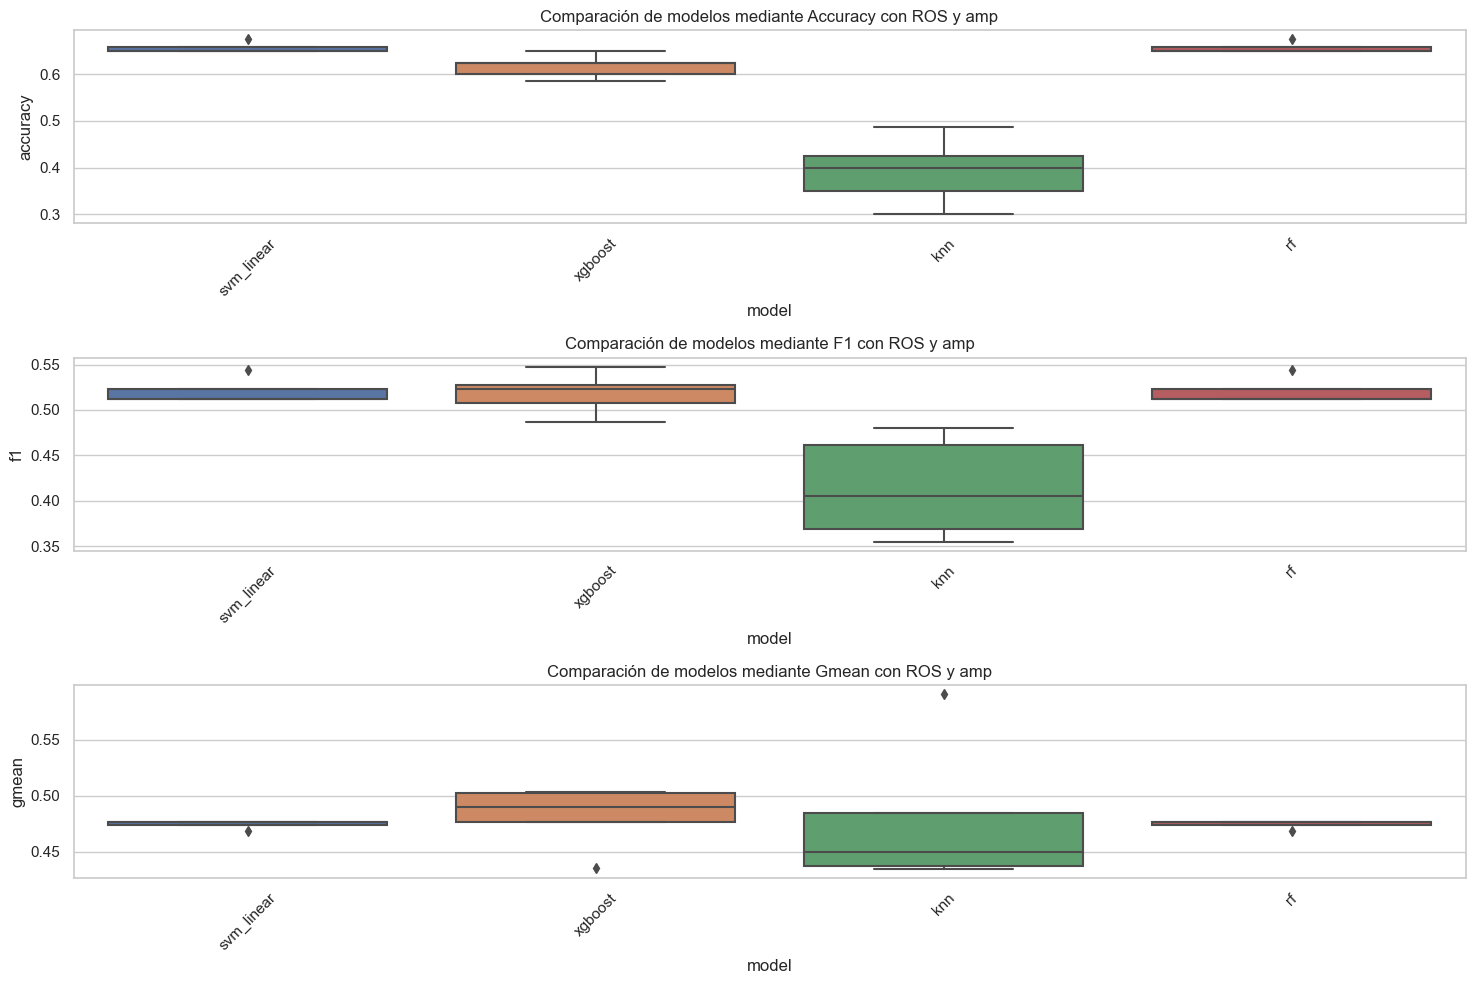 Comparación de modelos mediante Accuracy con ROS y amp
accuracy
0.6
0.5
0.4
0.3
svm_linear
xgboost
knn
rf
model
Comparación de modelos mediante F1 con ROS y amp
f1
0.55
0.50
0.45
0.40
0.35
svm_linear
xgboost
knn
rf
model
Comparación de modelos mediante Gmean con ROS y amp
gmean
0.55
0.50
0.45
svm_linear
xgboost
knn
rf
model